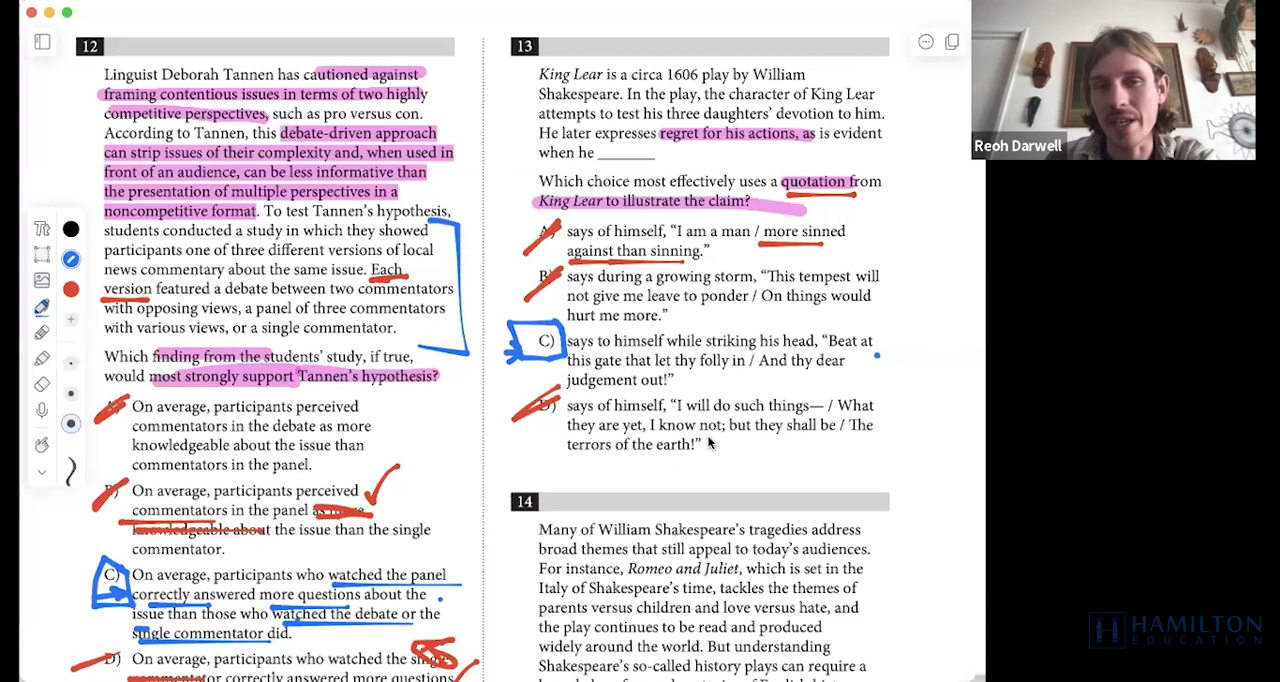 12
Linguist Deborah Tannen has cautioned against
framing contentious issues in terms of two highly
competitive perspectives, such as pro versus con.
According to Tannen, this debate-driven approach
can strip issues of their complexity and, when used in
front of an audience, can be less informative than
the presentation of multiple perspectives in a
noncompetitive format. To test Tannen's hypothesis,
students conducted a study in which they showed
participants one of three different versions of local
news commentary about the same issue. Each
version featured a debate between two commentators
with opposing views, a panel of three commentators
with various views, or a single commentator.
Which finding from the students' study, if true,
would most strongly support Tannen's hypothesis?
On average, participants perceived
commentators in the debate as more
knowledgeable about the issue than
commentators in the panel.
On average, participants perceived
commentators in the panel as more
knowledgeable about the issue than the single
commentator.
C) On average, participants who watched the panel
correctly answered more questions about the
issue than those who watched the debate or the
single commentator did.
D) On average, participants who watched the single
commentator correctly answered more questions
13
King Lear is a circa 1606 play by William
Shakespeare. In the play, the character of King Lear
attempts to test his three daughters' devotion to him.
He later expresses regret for his actions, as is evident
when he ______
Which choice most effectively uses a quotation from
King Lear to illustrate the claim?
says of himself, "I am a man / more sinned
against than sinning."
says during a growing storm, "This tempest will
not give me leave to ponder / On things would
hurt me more."
C) says to himself while striking his head, "Beat at
this gate that let thy folly in / And thy dear
judgement out!"
D) says of himself, "I will do such things— / What
they are yet, I know not; but they shall be / The
terrors of the earth!"
14
Many of William Shakespeare's tragedies address
broad themes that still appeal to today's audiences.
For instance, Romeo and Juliet, which is set in the
Italy of Shakespeare's time, tackles the themes of
parents versus children and love versus hate, and
the play continues to be read and produced
widely around the world. But understanding
Shakespeare's so-called history plays can require a
Tt
Reoh Darwell
H HAMILTON
EDUCATION